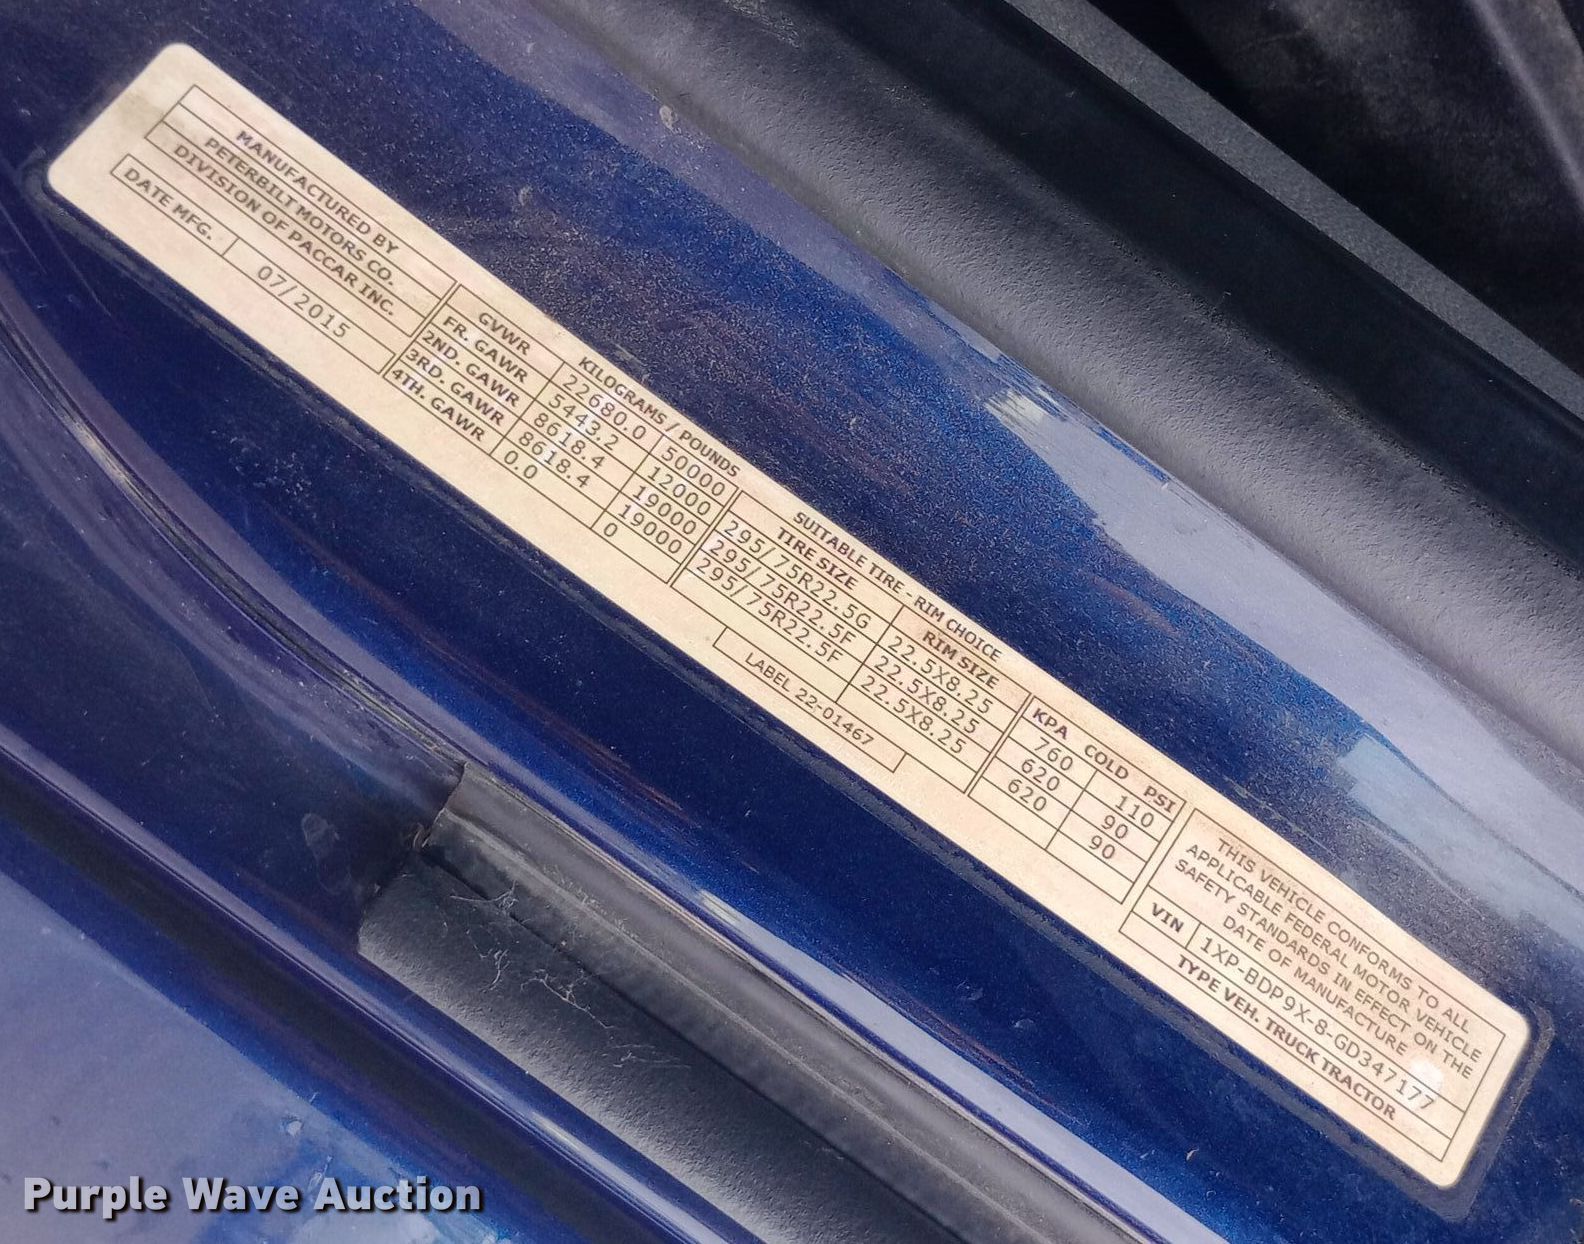 MANUFACTURED BY
PETERBILT MOTORS CO.
DIVISION OF PACCAR INC.
DATE MFG. 07/2015
KILOGRAMS / POUNDS
GVWR 22680.0 50000
FR. GAWR 5443.2 12000
2ND. GAWR 8618.4 19000
3RD. GAWR 8618.4 19000
4TH. GAWR 0.0 0
SUITABLE TIRE - RIM CHOICE
TIRE SIZE RIM SIZE
295/75R22.5G 22.5X8.25
295/75R22.5F 22.5X8.25
295/75R22.5F 22.5X8.25
LABEL 22-01467
KPA COLD PSI
760 110
620 90
620 90
THIS VEHICLE CONFORMS TO ALL
APPLICABLE FEDERAL MOTOR VEHICLE
SAFETY STANDARDS IN EFFECT ON THE
DATE OF MANUFACTURE
VIN 1XP-BDP9X-8-GD347177
TYPE VEH. TRUCK TRACTOR
Purple Wave Auction